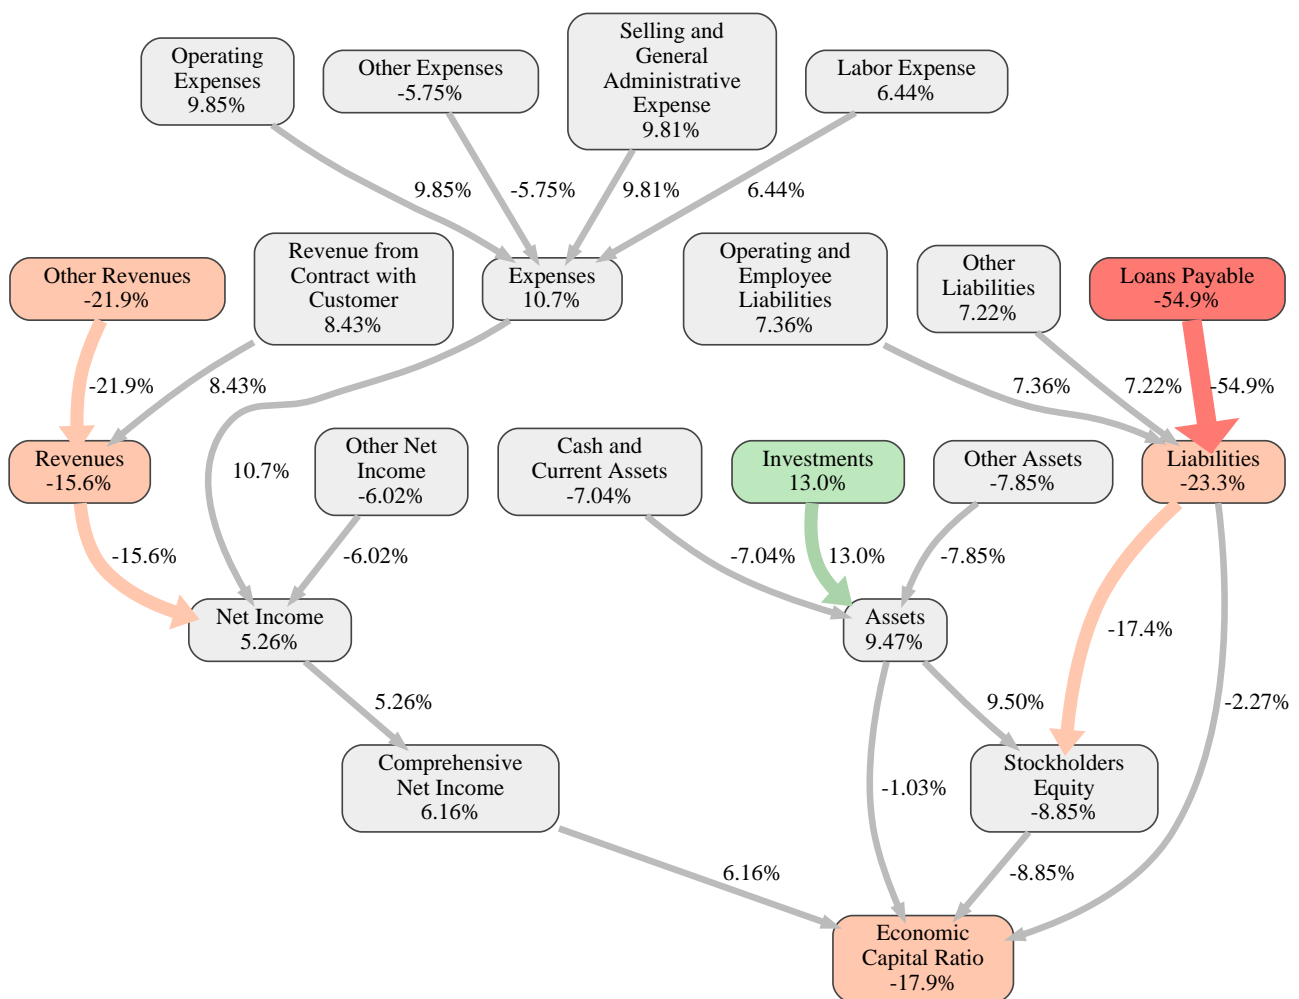 Operating
Expenses
9.85%
Other Expenses
-5.75%
Selling and
General
Administrative
Expense
9.81%
Labor Expense
6.44%
9.85%
-5.75%
9.81%
6.44%
Other Revenues
-21.9%
Revenue from
Contract with
Customer
8.43%
Expenses
10.7%
Operating and
Employee
Liabilities
7.36%
Other
Liabilities
7.22%
Loans Payable
-54.9%
-21.9%
8.43%
7.36%
7.22%
-54.9%
Revenues
-15.6%
10.7%
Other Net
Income
-6.02%
Cash and
Current Assets
-7.04%
Investments
13.0%
Other Assets
-7.85%
Liabilities
-23.3%
-15.6%
-6.02%
-7.04%
13.0%
-7.85%
Net Income
5.26%
Assets
9.47%
-17.4%
5.26%
9.50%
-2.27%
Comprehensive
Net Income
6.16%
-1.03%
Stockholders
Equity
-8.85%
6.16%
-8.85%
Economic
Capital Ratio
-17.9%